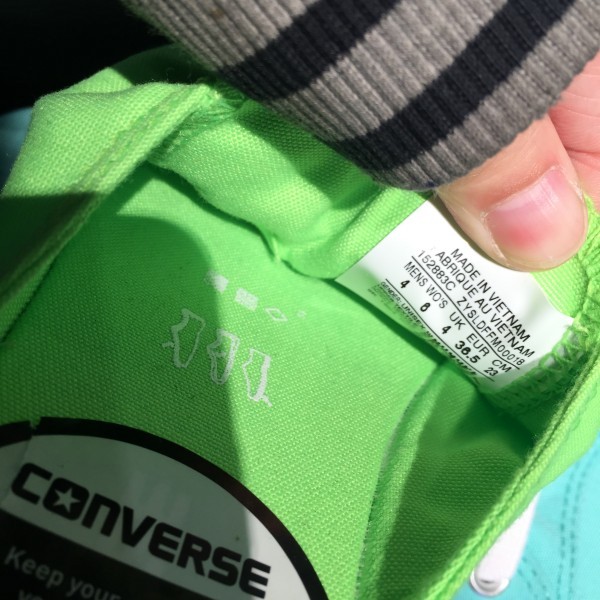 MADE IN VIETNAM
FABRIQUE AU VIETNAM
152883C ZYSLDFFM00018
MENS WO'S UK EUR CM
4 6 4 36.5 23
CONVERSE
Keep your